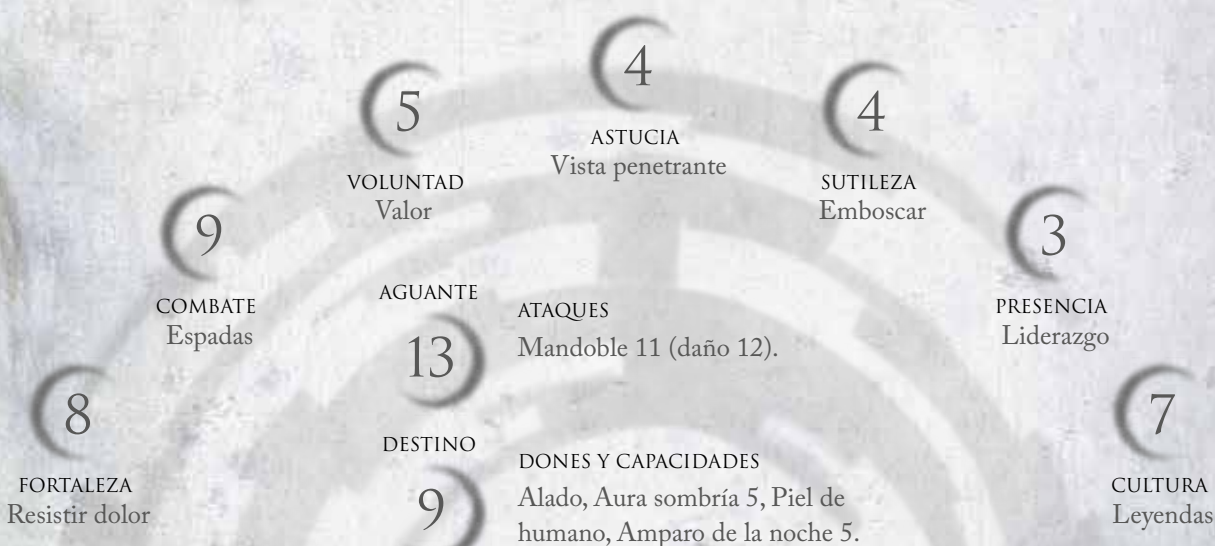 4
ASTUCIA
Vista penetrante
5
VOLUNTAD
Valor
4
SUTILEZA
Emboscar
9
COMBATE
Espadas
3
PRESENCIA
Liderazgo
8
FORTALEZA
Resistir dolor
7
CULTURA
Leyendas
AGUANTE
13
ATAQUES
Mandoble 11 (daño 12).
DESTINO
9
DONES Y CAPACIDADES
Alado, Aura sombría 5, Piel de
humano, Amparo de la noche 5.